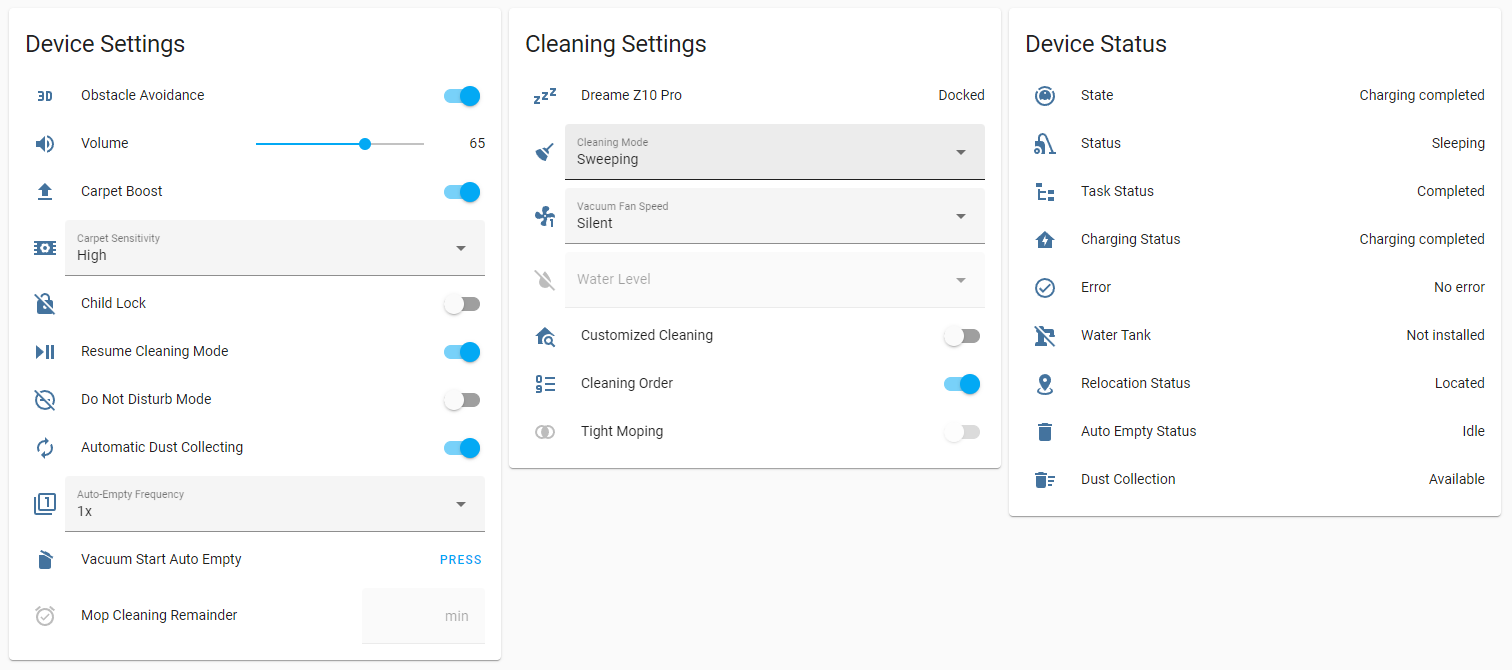 Device Settings
3D Obstacle Avoidance
Volume 65
Carpet Boost
Carpet Sensitivity
High
Child Lock
Resume Cleaning Mode
Do Not Disturb Mode
Automatic Dust Collecting
Auto-Empty Frequency
1 1x
Vacuum Start Auto Empty PRESS
Mop Cleaning Remainder min
Cleaning Settings
zzz Dreame Z10 Pro Docked
Cleaning Mode
Sweeping
Vacuum Fan Speed
1 Silent
Water Level
Customized Cleaning
0 9 Cleaning Order
Tight Moping
Device Status
State Charging completed
Status Sleeping
Task Status Completed
Charging Status Charging completed
Error No error
Water Tank Not installed
Relocation Status Located
Auto Empty Status Idle
Dust Collection Available